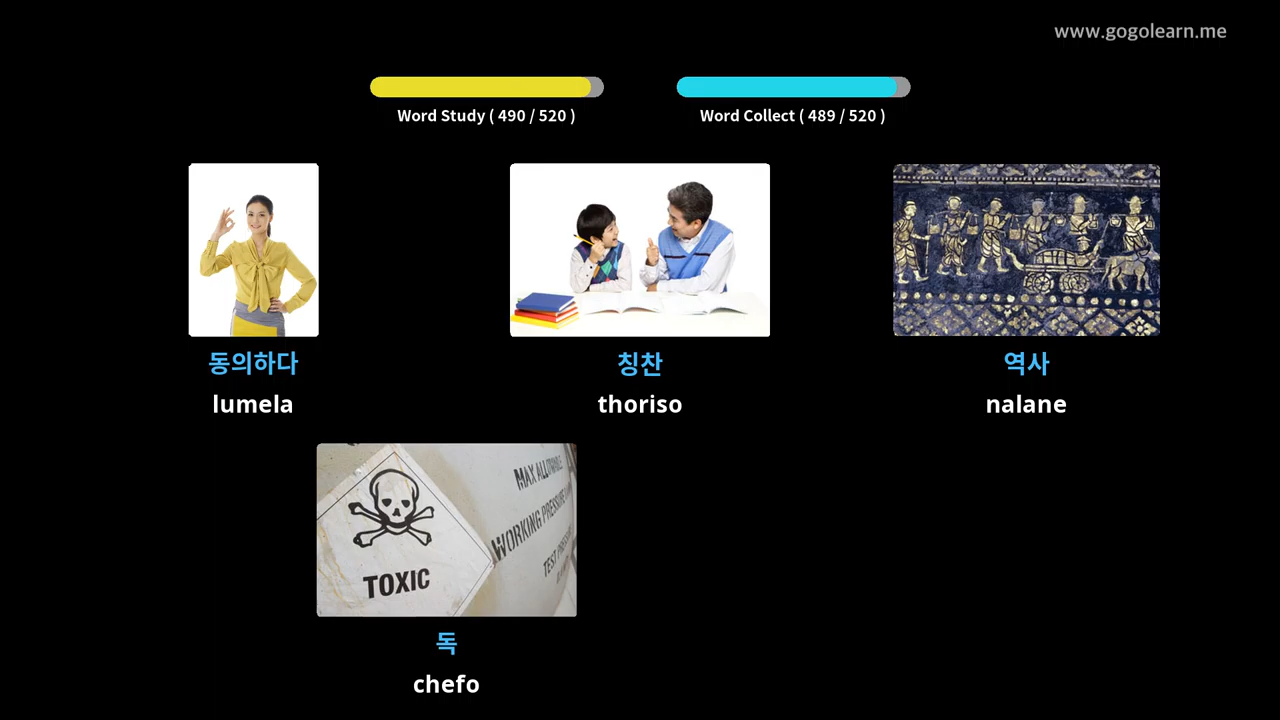 www.gogolearn.me
Word Study ( 490 / 520 )
Word Collect ( 489 / 520 )
동의하다
lumela
칭찬
thoriso
역사
nalane
TOXIC
MAX ALLOWABLE
WORKING PRESSURE
TEST
독
chefo